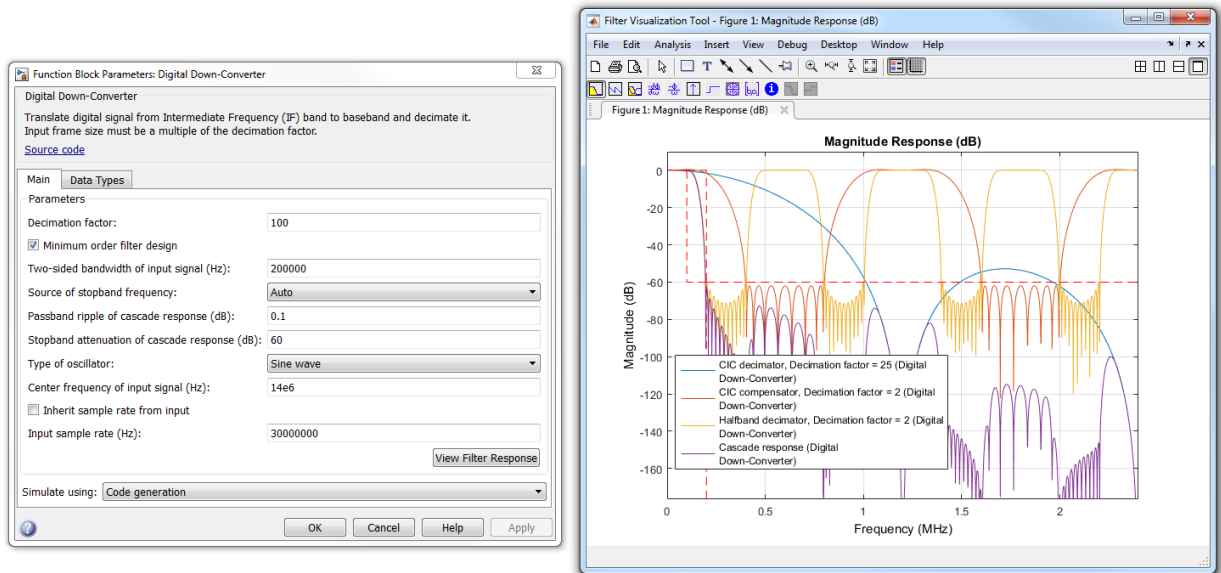 Function Block Parameters: Digital Down-Converter
Digital Down-Converter
Translate digital signal from Intermediate Frequency (IF) band to baseband and decimate it.
Input frame size must be a multiple of the decimation factor.
Source code
Main
Data Types
Parameters
Decimation factor:
100
Minimum order filter design
Two-sided bandwidth of input signal (Hz):
200000
Source of stopband frequency:
Auto
Passband ripple of cascade response (dB):
0.1
Stopband attenuation of cascade response (dB):
60
Type of oscillator:
Sine wave
Center frequency of input signal (Hz):
14e6
Inherit sample rate from input
Input sample rate (Hz):
30000000
View Filter Response
Simulate using:
Code generation
OK
Cancel
Help
Apply
Filter Visualization Tool - Figure 1: Magnitude Response (dB)
File Edit Analysis Insert View Debug Desktop Window Help
Figure 1: Magnitude Response (dB)
Magnitude Response (dB)
Magnitude (dB)
0
-20
-40
-60
-80
-100
-120
-140
-160
CIC decimator, Decimation factor = 25 (Digital
Down-Converter)
CIC compensator, Decimation factor = 2 (Digital
Down-Converter)
Halfband decimator, Decimation factor = 2 (Digital
Down-Converter)
Cascade response (Digital
Down-Converter)
0 0.5 1 1.5 2
Frequency (MHz)